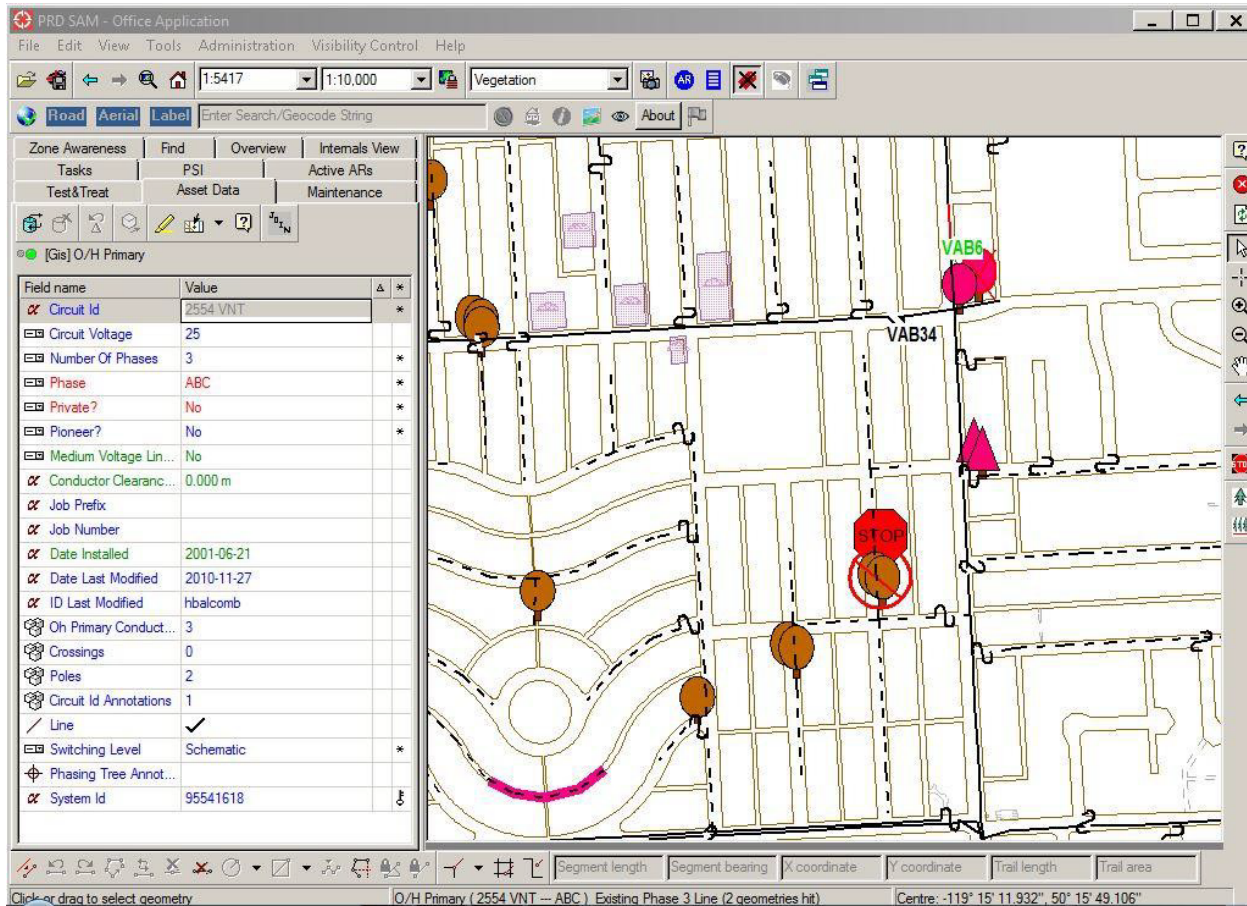 PRD SAM - Office Application
File Edit View Tools Administration Visibility Control Help
1:5417 1:10,000 Vegetation AR
Road Aerial Label Enter Search/Geocode String About
Zone Awareness Find Overview Internals View
Tasks PSI Active ARs
Test&Treat Asset Data Maintenance
JOIN
[Gis] O/H Primary
Field name Value
Circuit Id 2554 VNT *
Circuit Voltage 25
Number Of Phases 3 *
Phase ABC *
Private? No *
Pioneer? No *
Medium Voltage Lin... No
Conductor Clearanc... 0.000 m
Job Prefix
Job Number
Date Installed 2001-06-21
Date Last Modified 2010-11-27
ID Last Modified hbalcomb
Oh Primary Conduct... 3
Crossings 0
Poles 2
Circuit Id Annotations 1
Line ✓
Switching Level Schematic *
Phasing Tree Annot...
System Id 95541618
VAB6
VAB34
STOP
Segment length Segment bearing X coordinate Y coordinate Trail length Trail area
Click or drag to select geometry O/H Primary ( 2554 VNT --- ABC ) Existing Phase 3 Line (2 geometries hit) Centre: -119° 15' 11.932", 50° 15' 49.106"